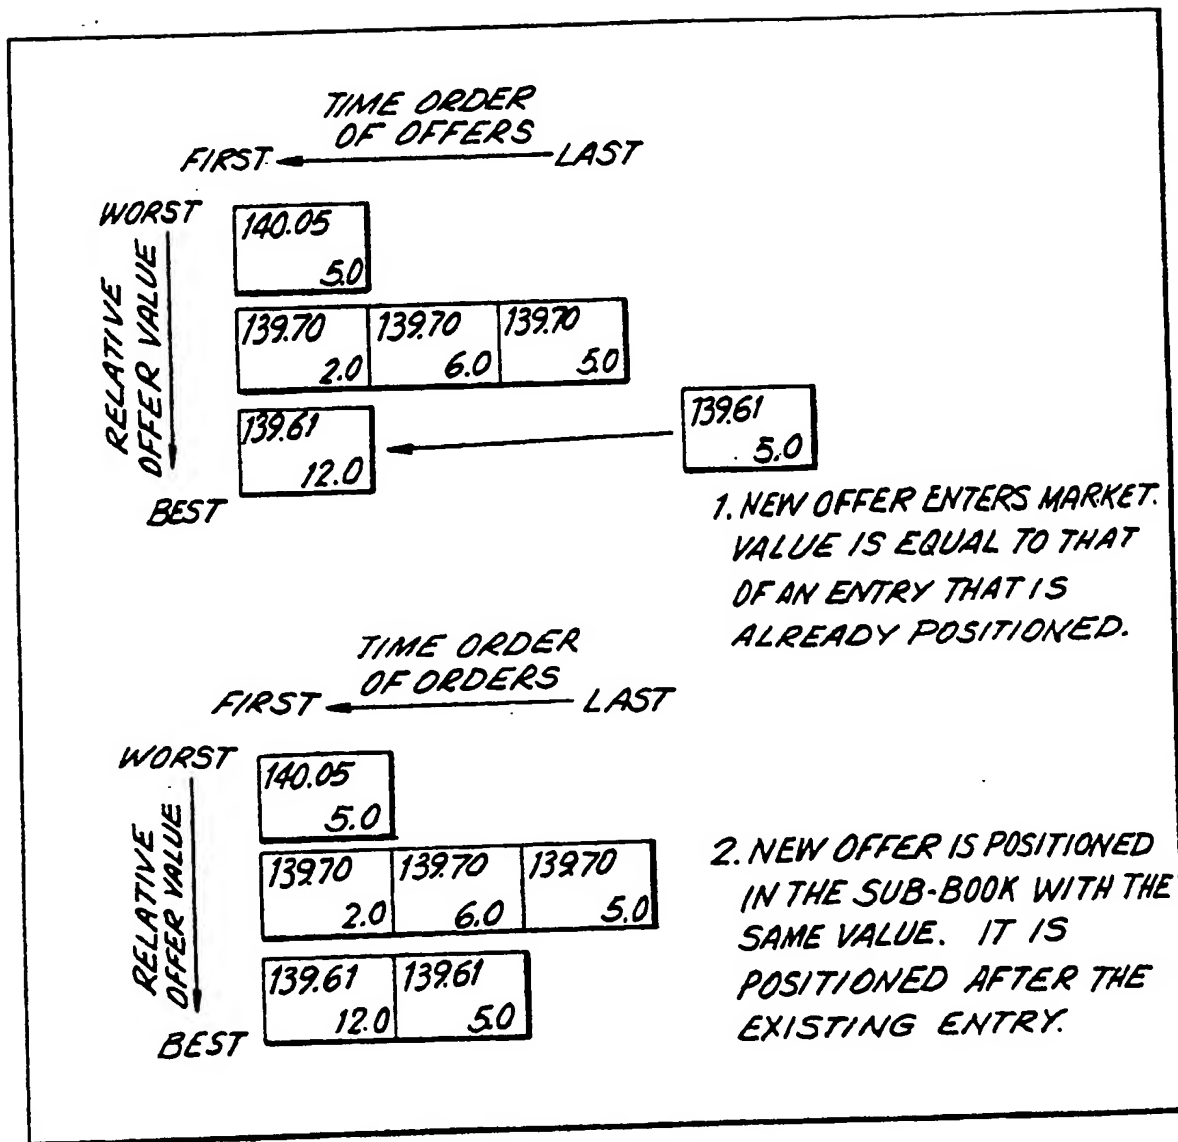 TIME ORDER
OF OFFERS
FIRST LAST
WORST
RELATIVE
OFFER VALUE
BEST
140.05
5.0
139.70 139.70 139.70
2.0 6.0 5.0
139.61
12.0
139.61
5.0
1. NEW OFFER ENTERS MARKET.
VALUE IS EQUAL TO THAT
OF AN ENTRY THAT IS
ALREADY POSITIONED.
TIME ORDER
OF ORDERS
FIRST LAST
WORST
RELATIVE
OFFER VALUE
BEST
140.05
5.0
139.70 139.70 139.70
2.0 6.0 5.0
139.61 139.61
12.0 5.0
2. NEW OFFER IS POSITIONED
IN THE SUB-BOOK WITH THE
SAME VALUE. IT IS
POSITIONED AFTER THE
EXISTING ENTRY.